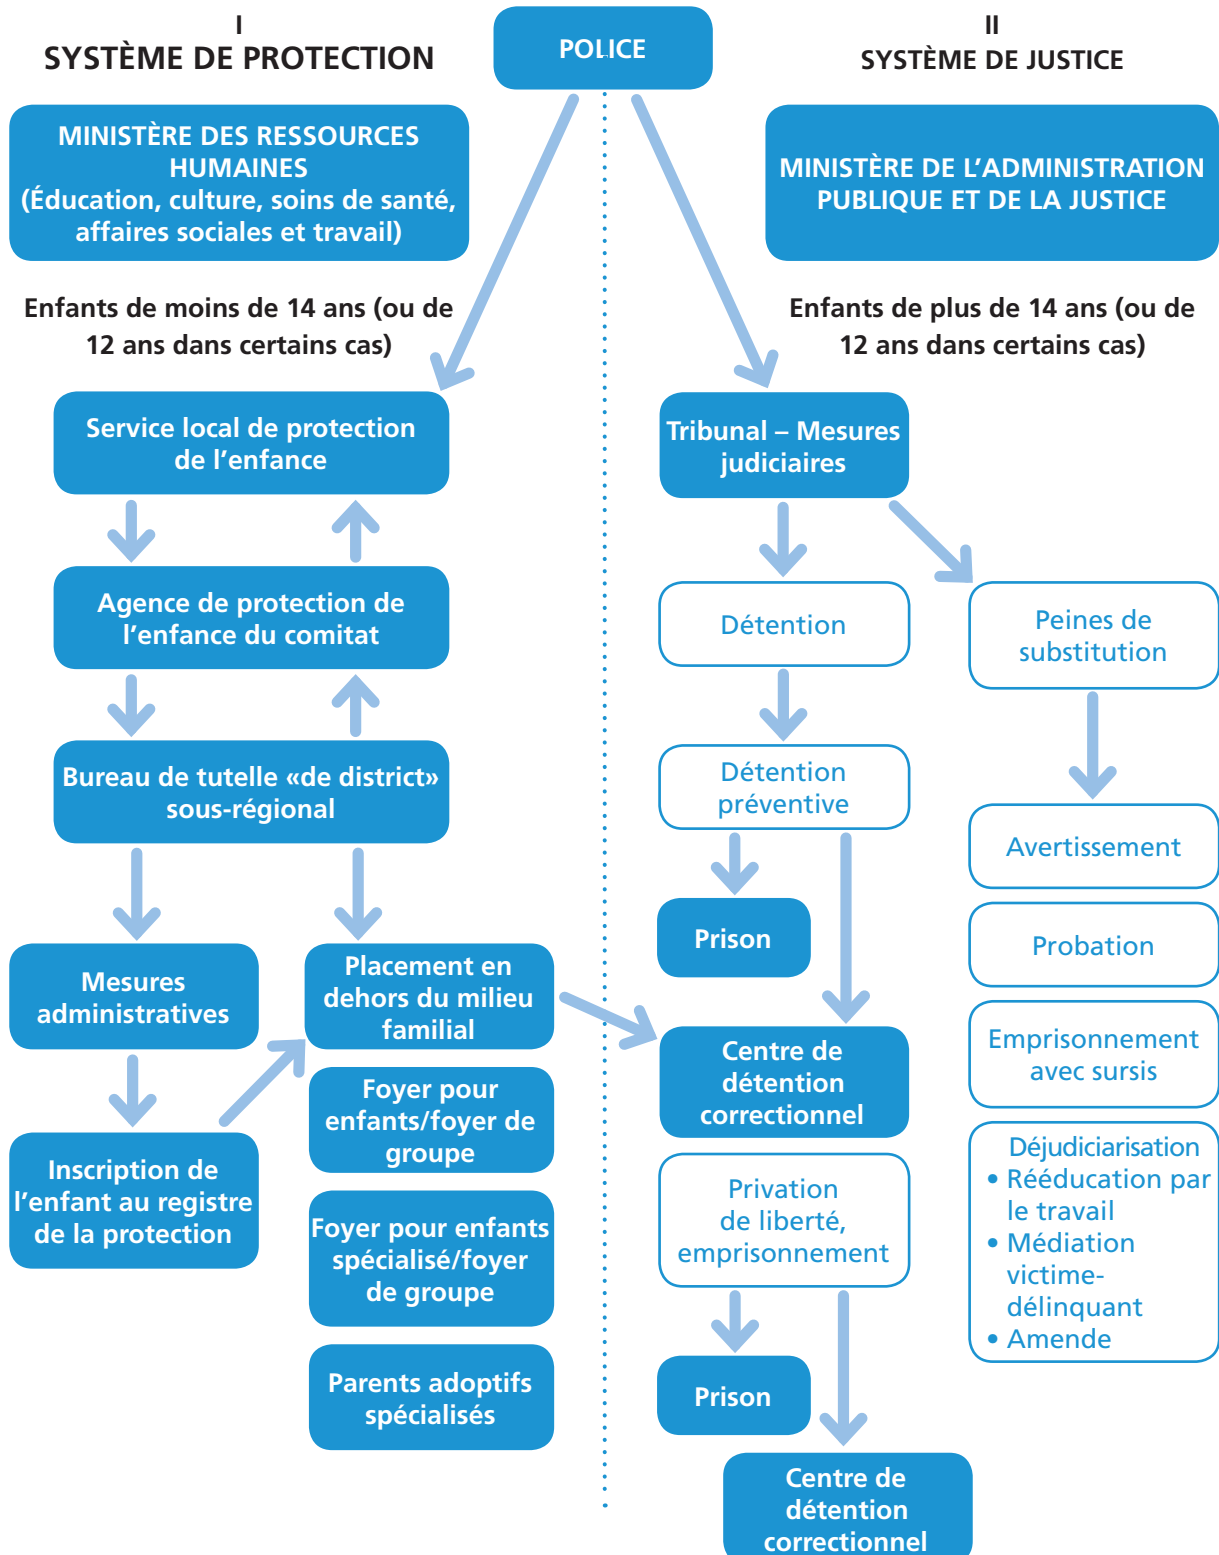 I
SYSTÈME DE PROTECTION
POLICE
II
SYSTÈME DE JUSTICE
MINISTÈRE DES RESSOURCES
HUMAINES
(Éducation, culture, soins de santé,
affaires sociales et travail)
MINISTÈRE DE L’ADMINISTRATION
PUBLIQUE ET DE LA JUSTICE
Enfants de moins de 14 ans (ou de
12 ans dans certains cas)
Enfants de plus de 14 ans (ou de
12 ans dans certains cas)
Service local de protection
de l’enfance
Agence de protection de
l’enfance du comitat
Bureau de tutelle «de district»
sous-régional
Mesures
administratives
Inscription de
l’enfant au registre
de la protection
Placement en
dehors du milieu
familial
Foyer pour
enfants/foyer de
groupe
Foyer pour enfants
spécialisé/foyer
de groupe
Parents adoptifs
spécialisés
Tribunal – Mesures
judiciaires
Détention
Détention
préventive
Prison
Centre de
détention
correctionnel
Privation
de liberté,
emprisonnement
Prison
Centre de
détention
correctionnel
Peines de
substitution
Avertissement
Probation
Emprisonnement
avec sursis
Déjudiciarisation
• Rééducation par
le travail
• Médiation
victime-
délinquant
• Amende